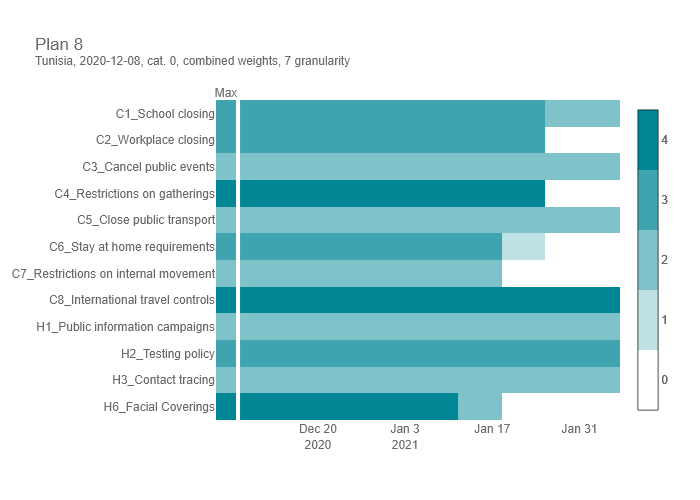 Plan 8
Tunisia, 2020-12-08, cat. 0, combined weights, 7 granularity
Max
C1_School closing
C2_Workplace closing
C3_Cancel public events
C4_Restrictions on gatherings
C5_Close public transport
C6_Stay at home requirements
C7_Restrictions on internal movement
C8_International travel controls
H1_Public information campaigns
H2_Testing policy
H3_Contact tracing
H6_Facial Coverings
Dec 20 Jan 3 Jan 17 Jan 31
2020 2021
4
3
2
1
0